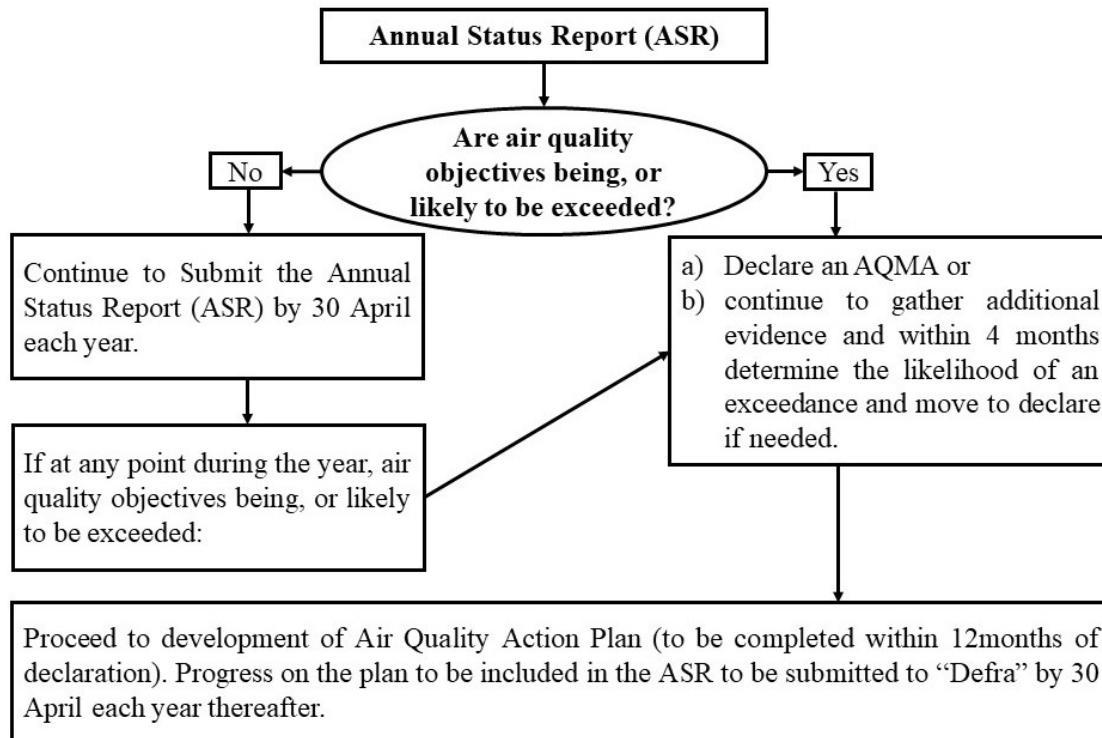 Annual Status Report (ASR)
Are air quality
objectives being, or
likely to be exceeded?
No
Yes
Continue to Submit the Annual
Status Report (ASR) by 30 April
each year.
If at any point during the year, air
quality objectives being, or likely
to be exceeded:
a) Declare an AQMA or
b) continue to gather additional
evidence and within 4 months
determine the likelihood of an
exceedance and move to declare
if needed.
Proceed to development of Air Quality Action Plan (to be completed within 12months of
declaration). Progress on the plan to be included in the ASR to be submitted to “Defra” by 30
April each year thereafter.